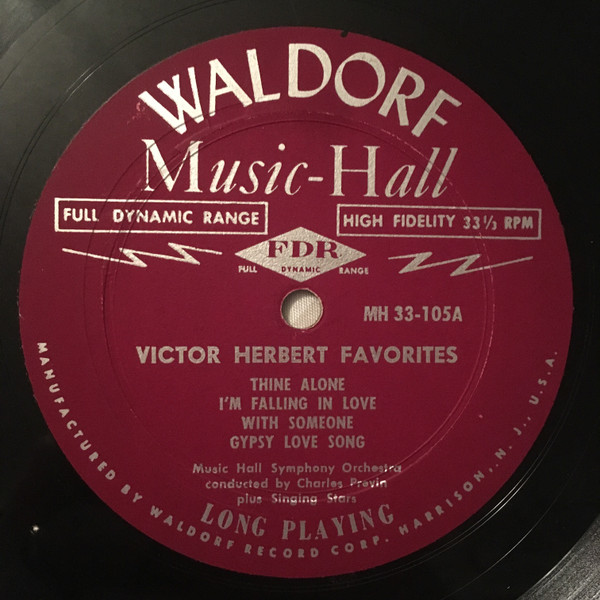 WALDORF
Music-Hall
FULL DYNAMIC RANGE
HIGH FIDELITY 33 1/3 RPM
FDR
FULL DYNAMIC RANGE
MH 33-105A
VICTOR HERBERT FAVORITES
THINE ALONE
I'M FALLING IN LOVE
WITH SOMEONE
GYPSY LOVE SONG
Music Hall Symphony Orchestra
conducted by Charles Previn
plus Singing Stars
LONG PLAYING
MANUFACTURED BY WALDORF RECORD CORP. HARRISON, N. J., U.S.A.